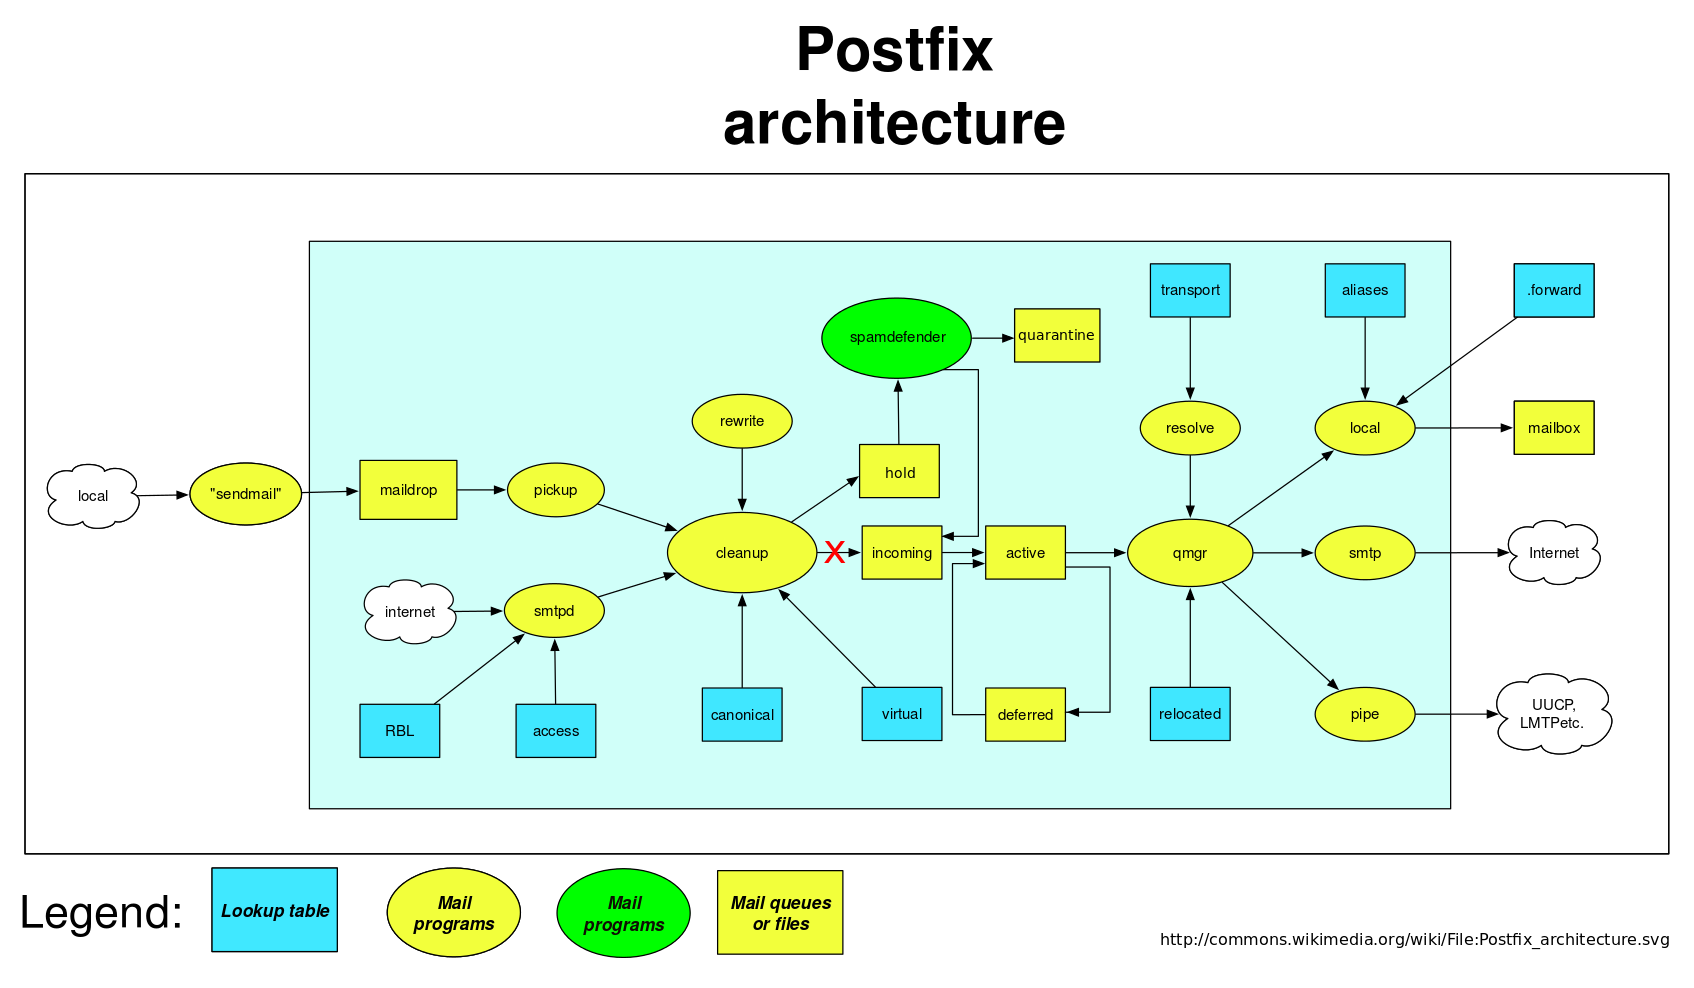 Postfix
architecture
transport
aliases
.forward
spamdefender
quarantine
rewrite
resolve
local
mailbox
hold
local
"sendmail"
maildrop
pickup
cleanup
X
incoming
active
qmgr
smtp
Internet
internet
smtpd
RBL
access
canonical
virtual
deferred
relocated
pipe
UUCP,
LMTPetc.
Legend:
Lookup table
Mail
programs
Mail
programs
Mail queues
or files
http://commons.wikimedia.org/wiki/File:Postfix_architecture.svg